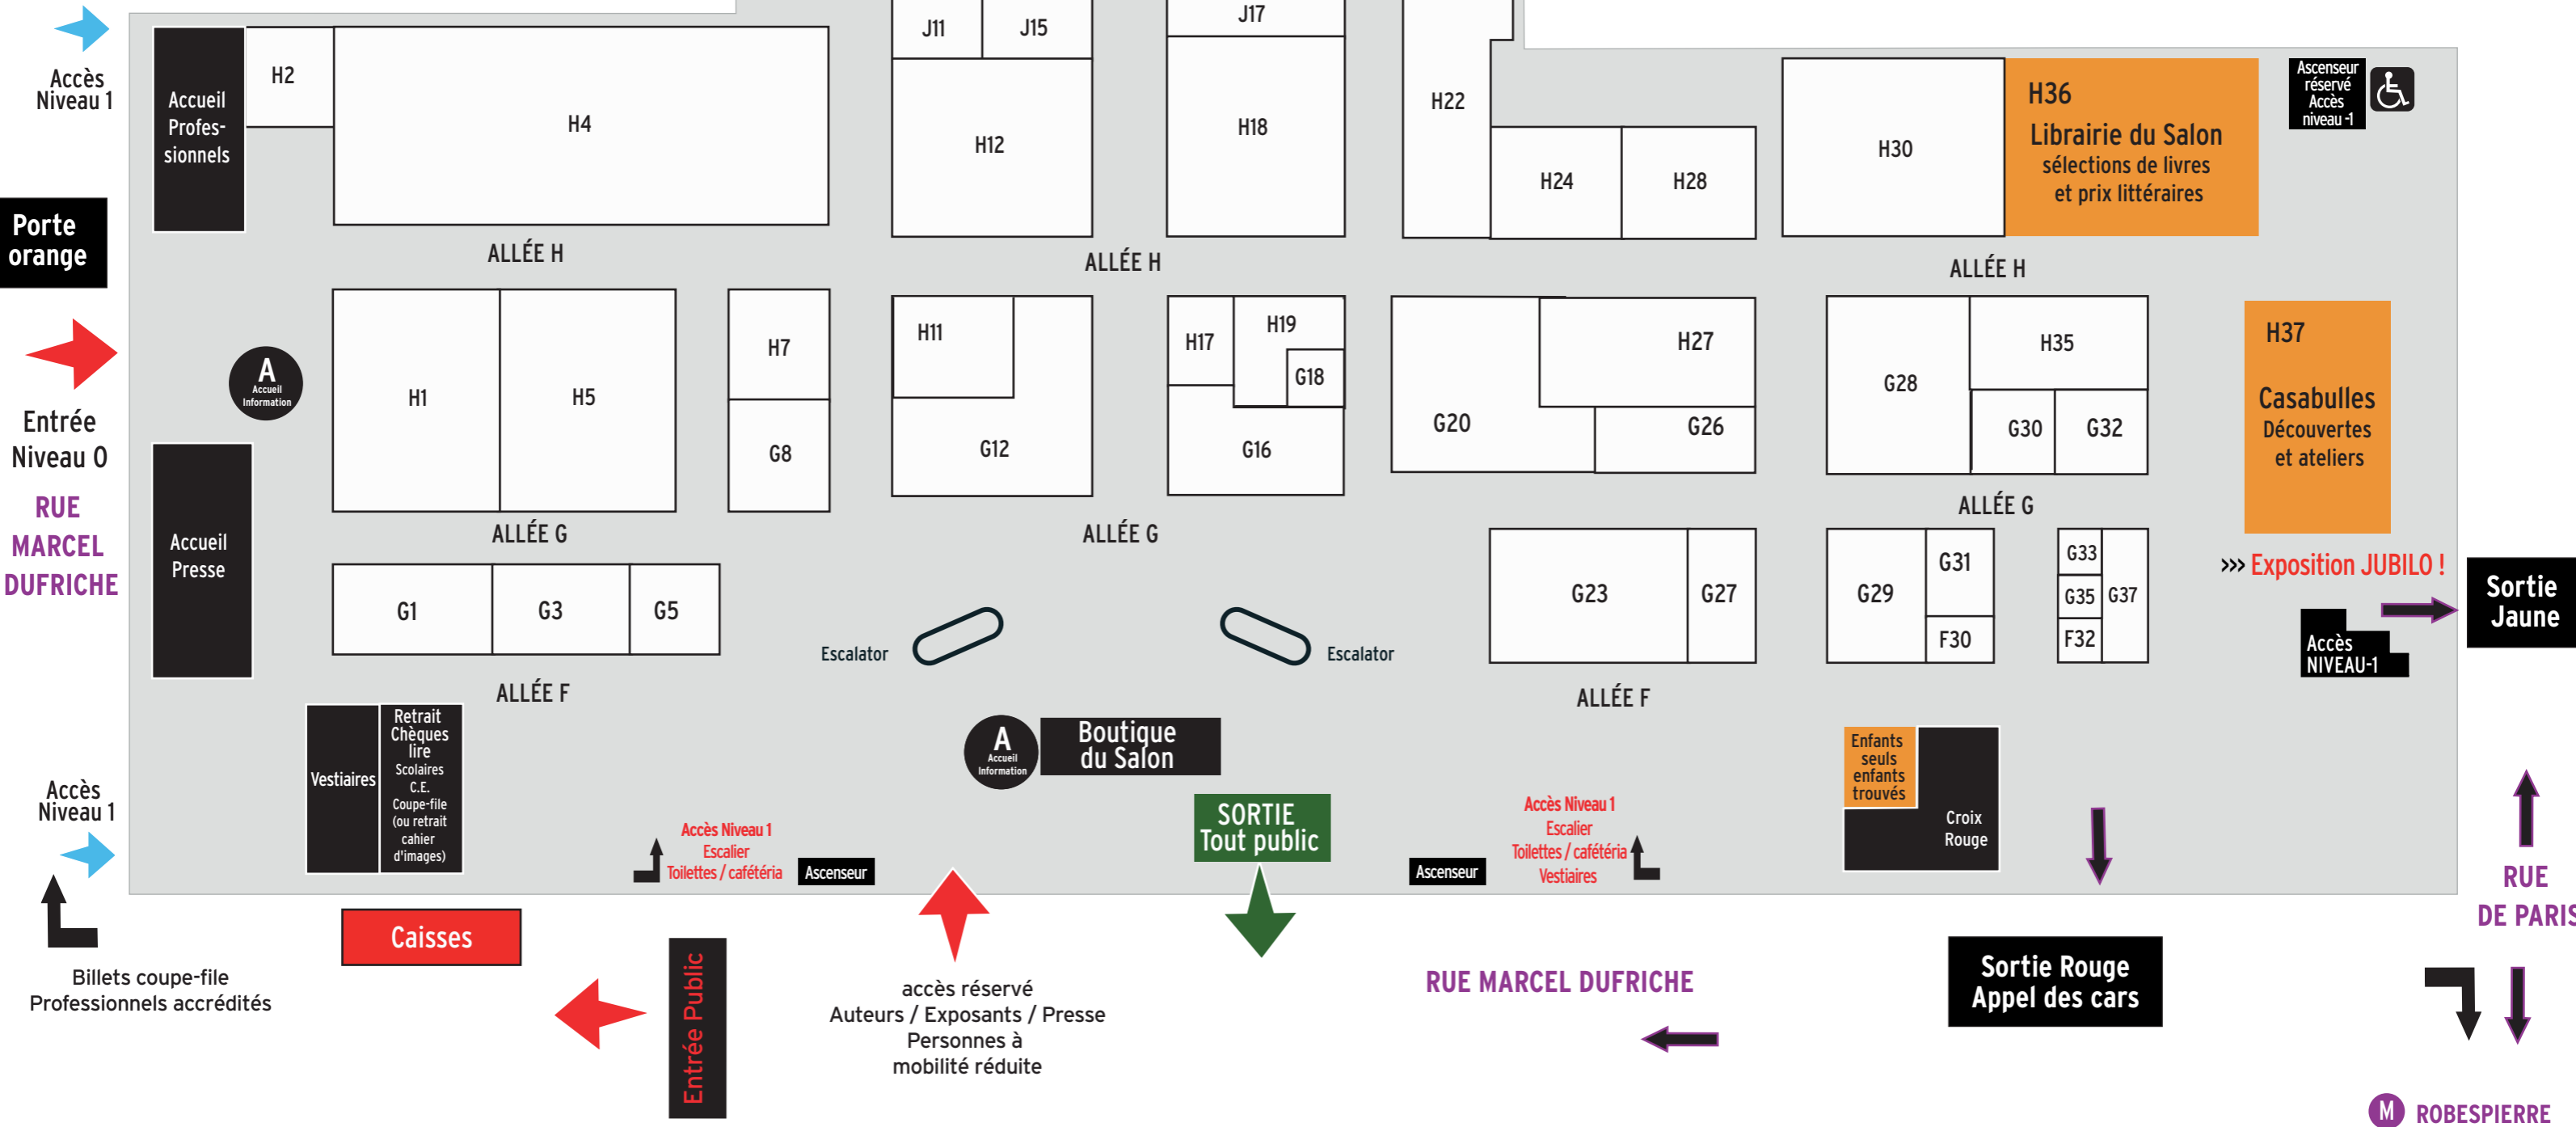 J11
J15
J17
Accès
Niveau 1
Accueil
Profes-
sionnels
H2
H4
H12
H18
H22
H24
H28
H30
H36
Librairie du Salon
sélections de livres
et prix littéraires
Ascenseur
réservé
Accès
niveau -1
Porte
orange
ALLÉE H
ALLÉE H
ALLÉE H
Entrée
Niveau 0
RUE
MARCEL
DUFRICHE
A
Accueil
Information
H1
H5
H7
G8
H11
G12
H17
H19
G18
G16
G20
H27
G26
G28
H35
G30
G32
H37
Casabulles
Découvertes
et ateliers
Accueil
Presse
ALLÉE G
ALLÉE G
ALLÉE G
G1
G3
G5
Escalator
Escalator
G23
G27
G29
G31
F30
G33
G35
F32
G37
>>> Exposition JUBILO !
Sortie
Jaune
Accès
NIVEAU-1
ALLÉE F
ALLÉE F
Vestiaires
Retrait
Chèques
lire
Scolaires
C.E.
Coupe-file
(ou retrait
cahier
d'images)
A
Accueil
Information
Boutique
du Salon
SORTIE
Tout public
Enfants
seuls
enfants
trouvés
Croix
Rouge
Accès
Niveau 1
Accès Niveau 1
Escalier
Toilettes / cafétéria
Ascenseur
Ascenseur
Accès Niveau 1
Escalier
Toilettes / cafétéria
Vestiaires
RUE
DE PARIS
Billets coupe-file
Professionnels accrédités
Caisses
Entrée Public
accès réservé
Auteurs / Exposants / Presse
Personnes à
mobilité réduite
RUE MARCEL DUFRICHE
Sortie Rouge
Appel des cars
M ROBESPIERRE